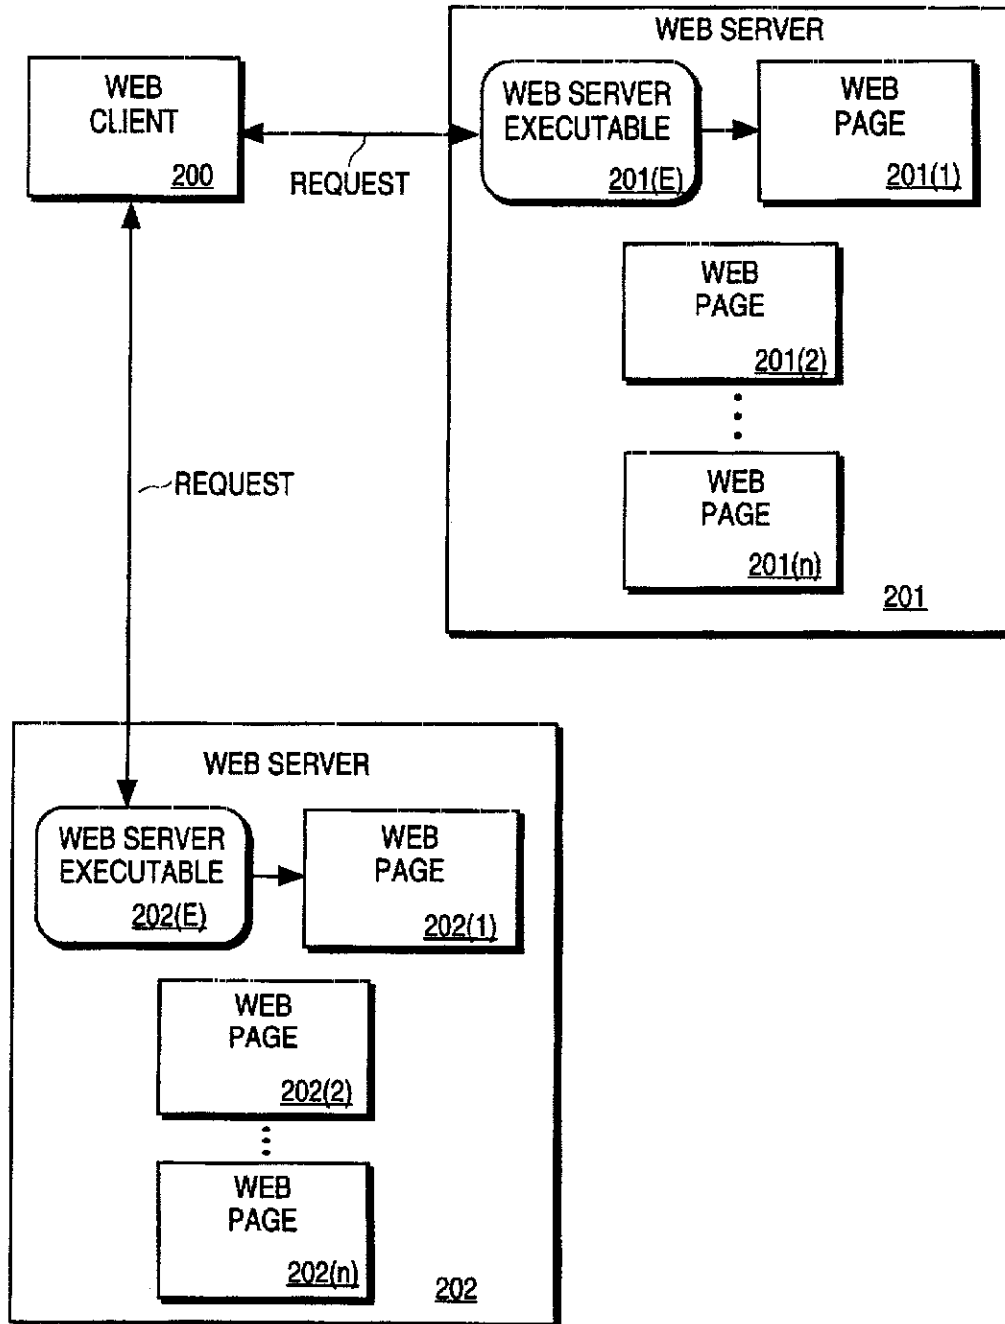 WEB
CLIENT
200
REQUEST
WEB SERVER
WEB SERVER
EXECUTABLE
201(E)
WEB
PAGE
201(1)
WEB
PAGE
201(2)
WEB
PAGE
201(n)
201
REQUEST
WEB SERVER
WEB SERVER
EXECUTABLE
202(E)
WEB
PAGE
202(1)
WEB
PAGE
202(2)
WEB
PAGE
202(n)
202